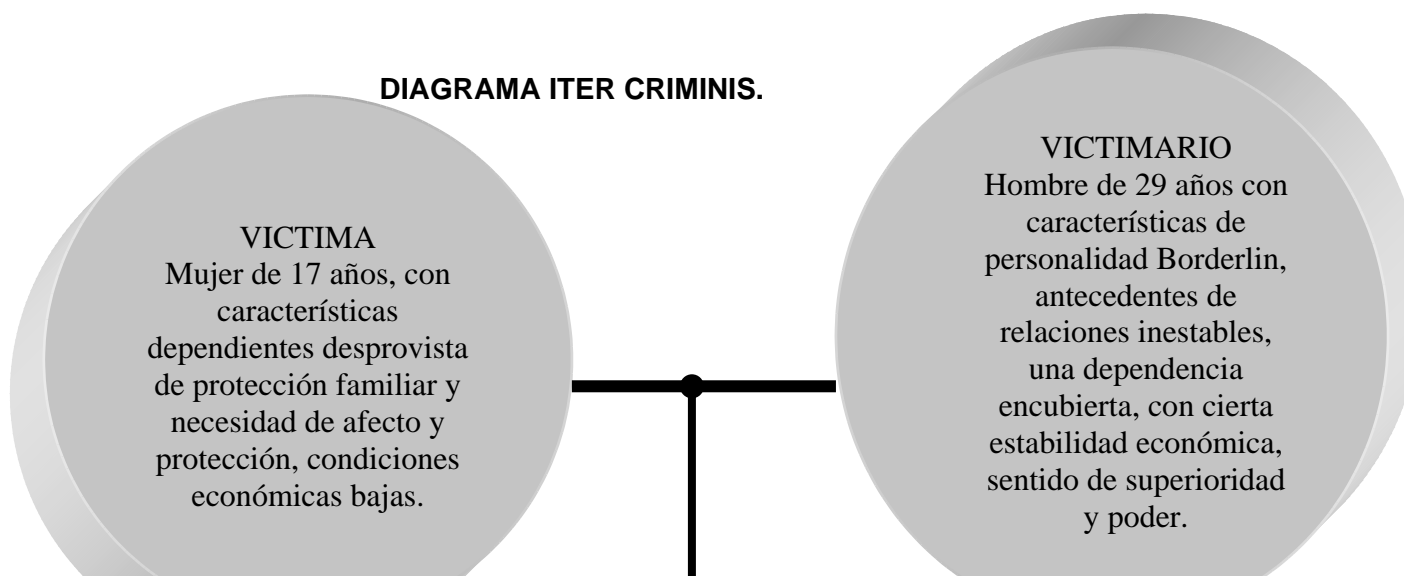 DIAGRAMA ITER CRIMINIS.
VICTIMA
Mujer de 17 años, con
características
dependientes desprovista
de protección familiar y
necesidad de afecto y
protección, condiciones
económicas bajas.
VICTIMARIO
Hombre de 29 años con
características de
personalidad Borderlin,
antecedentes de
relaciones inestables,
una dependencia
encubierta, con cierta
estabilidad económica,
sentido de superioridad
y poder.